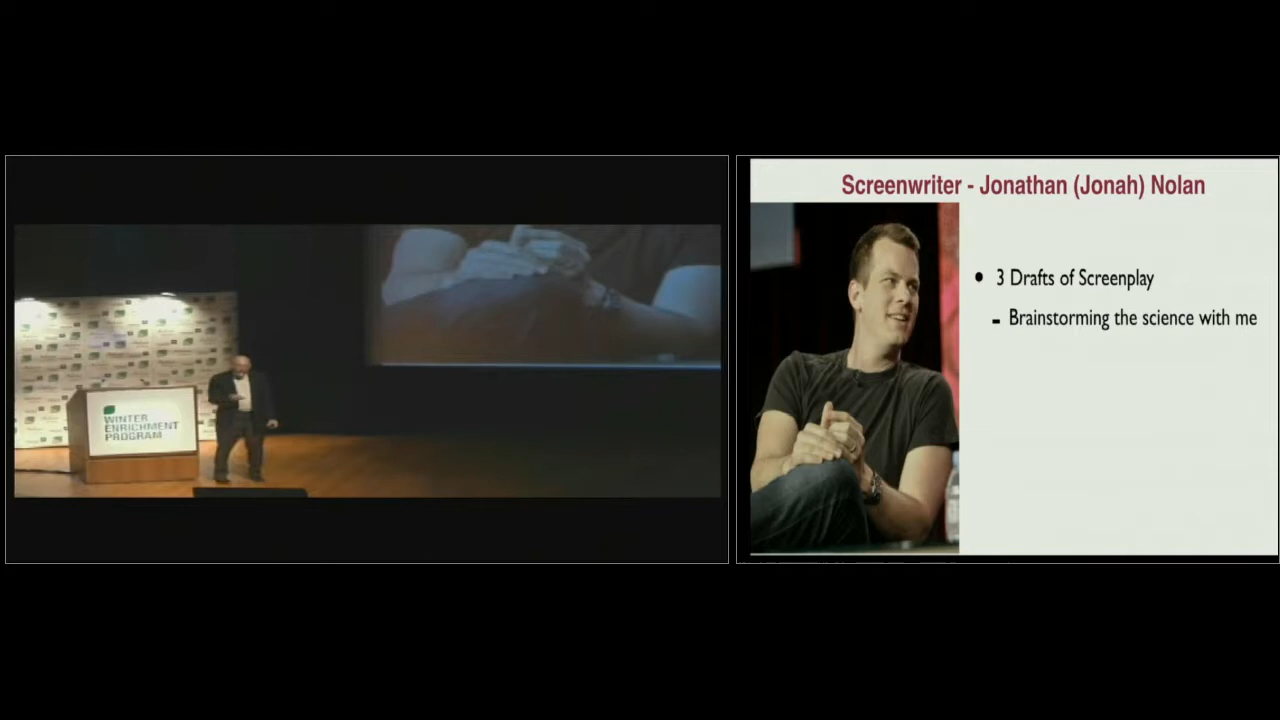 WINTER
ENRICHMENT
PROGRAM
Screenwriter - Jonathan (Jonah) Nolan
• 3 Drafts of Screenplay
- Brainstorming the science with me